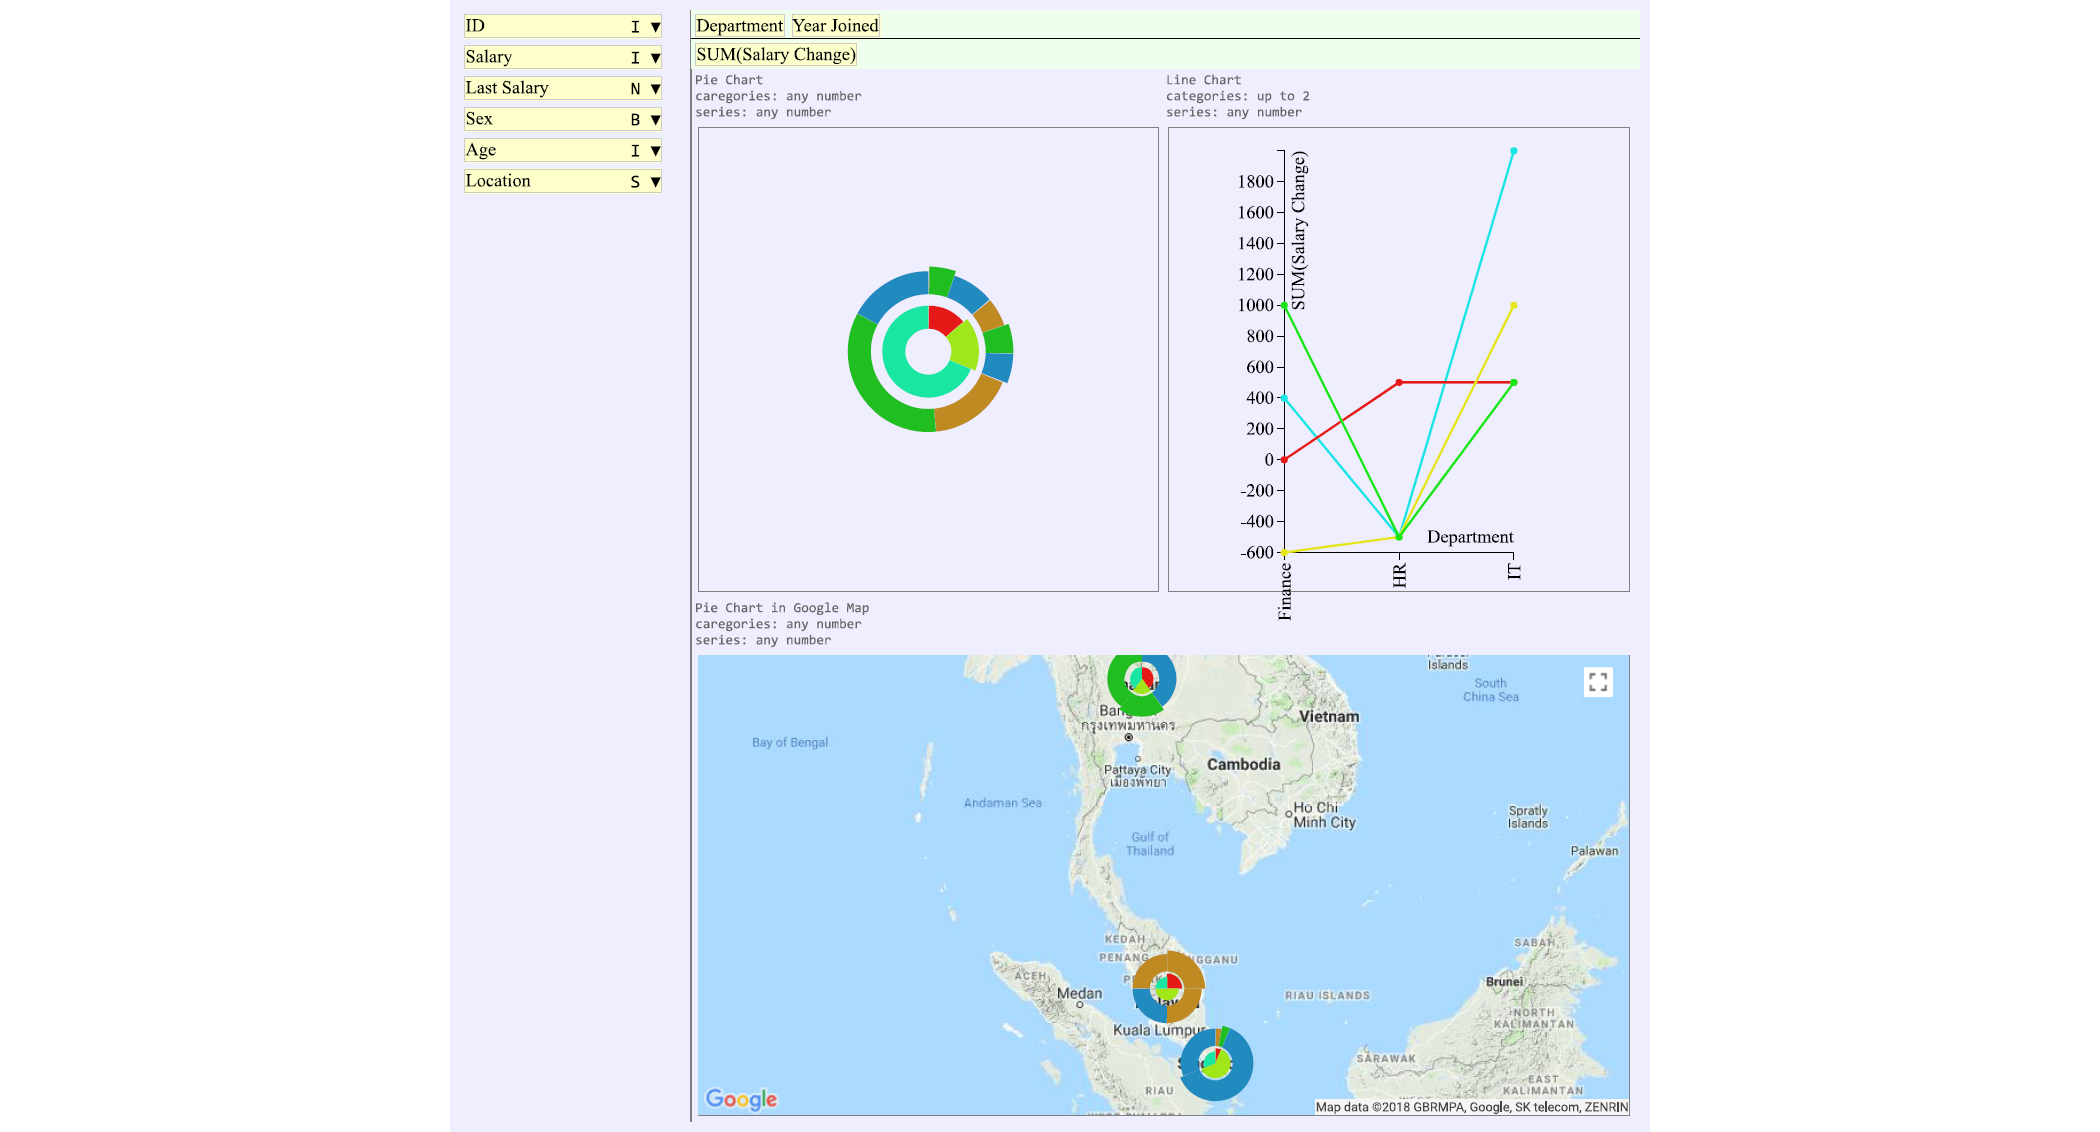 ID I ▼
Salary I ▼
Last Salary N ▼
Sex B ▼
Age I ▼
Location S ▼
Department Year Joined
SUM(Salary Change)
Pie Chart
caregories: any number
series: any number
Line Chart
categories: up to 2
series: any number
SUM(Salary Change)
1800
1600
1400
1200
1000
800
600
400
200
0
-200
-400
-600
Department
Finance
HR
IT
Pie Chart in Google Map
caregories: any number
series: any number
Islands
South
China Sea
Vietnam
กรุงเทพมหานคร
Bay of Bengal
Cambodia
Pattaya City
เมืองพัทยา
Andaman Sea
Ho Chi
Minh City
Spratly
Islands
Gulf of
Thailand
Palawan
KEDAH
PENANG
NGGANU
SABAH
ACEH
Medan
RIAU ISLANDS
Brunei
NORTH
KALIMANTAN
Kuala Lumpur
SARAWAK
RIAU
EAST
KALIMANTAN
Google
Map data ©2018 GBRMPA, Google, SK telecom, ZENRIN